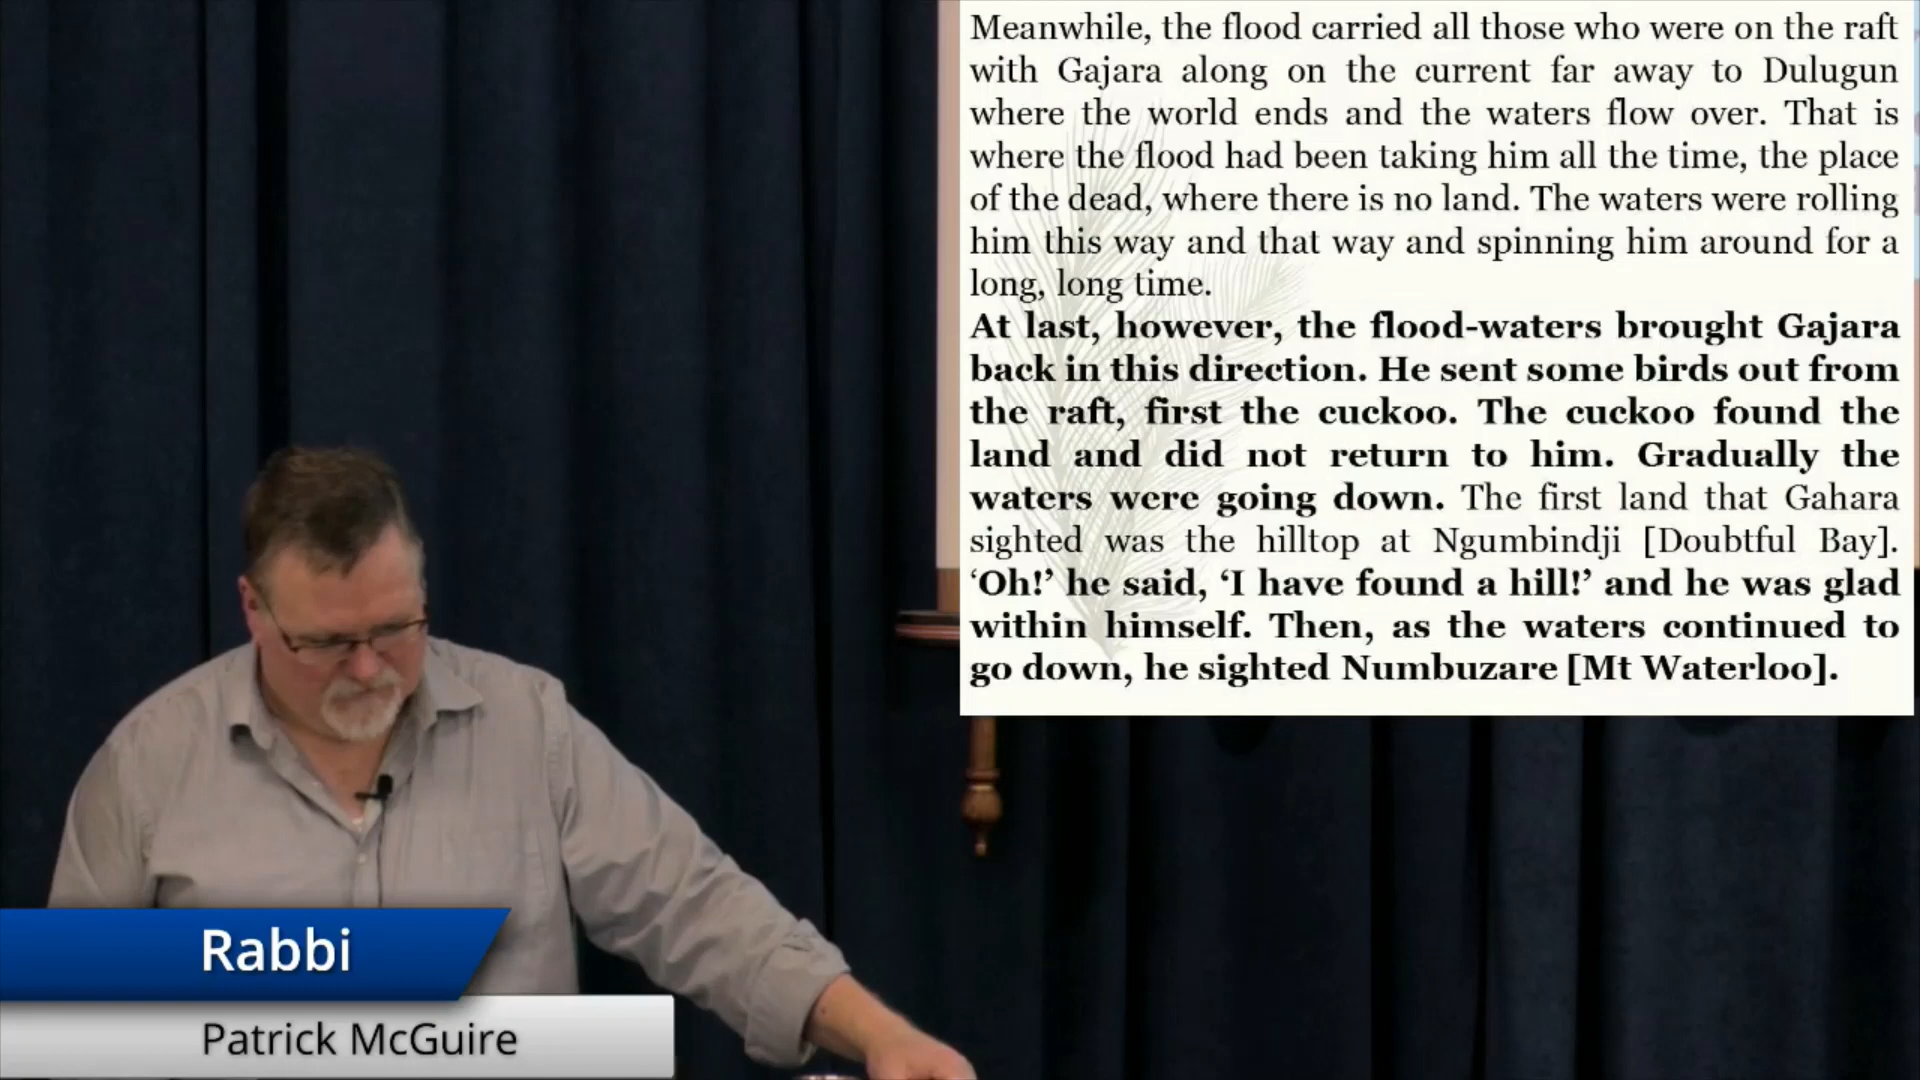 Meanwhile, the flood carried all those who were on the raft
with Gajara along on the current far away to Dulugun
where the world ends and the waters flow over. That is
where the flood had been taking him all the time, the place
of the dead, where there is no land. The waters were rolling
him this way and that way and spinning him around for a
long, long time.
At last, however, the flood-waters brought Gajara
back in this direction. He sent some birds out from
the raft, first the cuckoo. The cuckoo found the
land and did not return to him. Gradually the
waters were going down. The first land that Gahara
sighted was the hilltop at Ngumbindji [Doubtful Bay].
‘Oh!’ he said, ‘I have found a hill!’ and he was glad
within himself. Then, as the waters continued to
go down, he sighted Numbuzare [Mt Waterloo].
Rabbi
Patrick McGuire